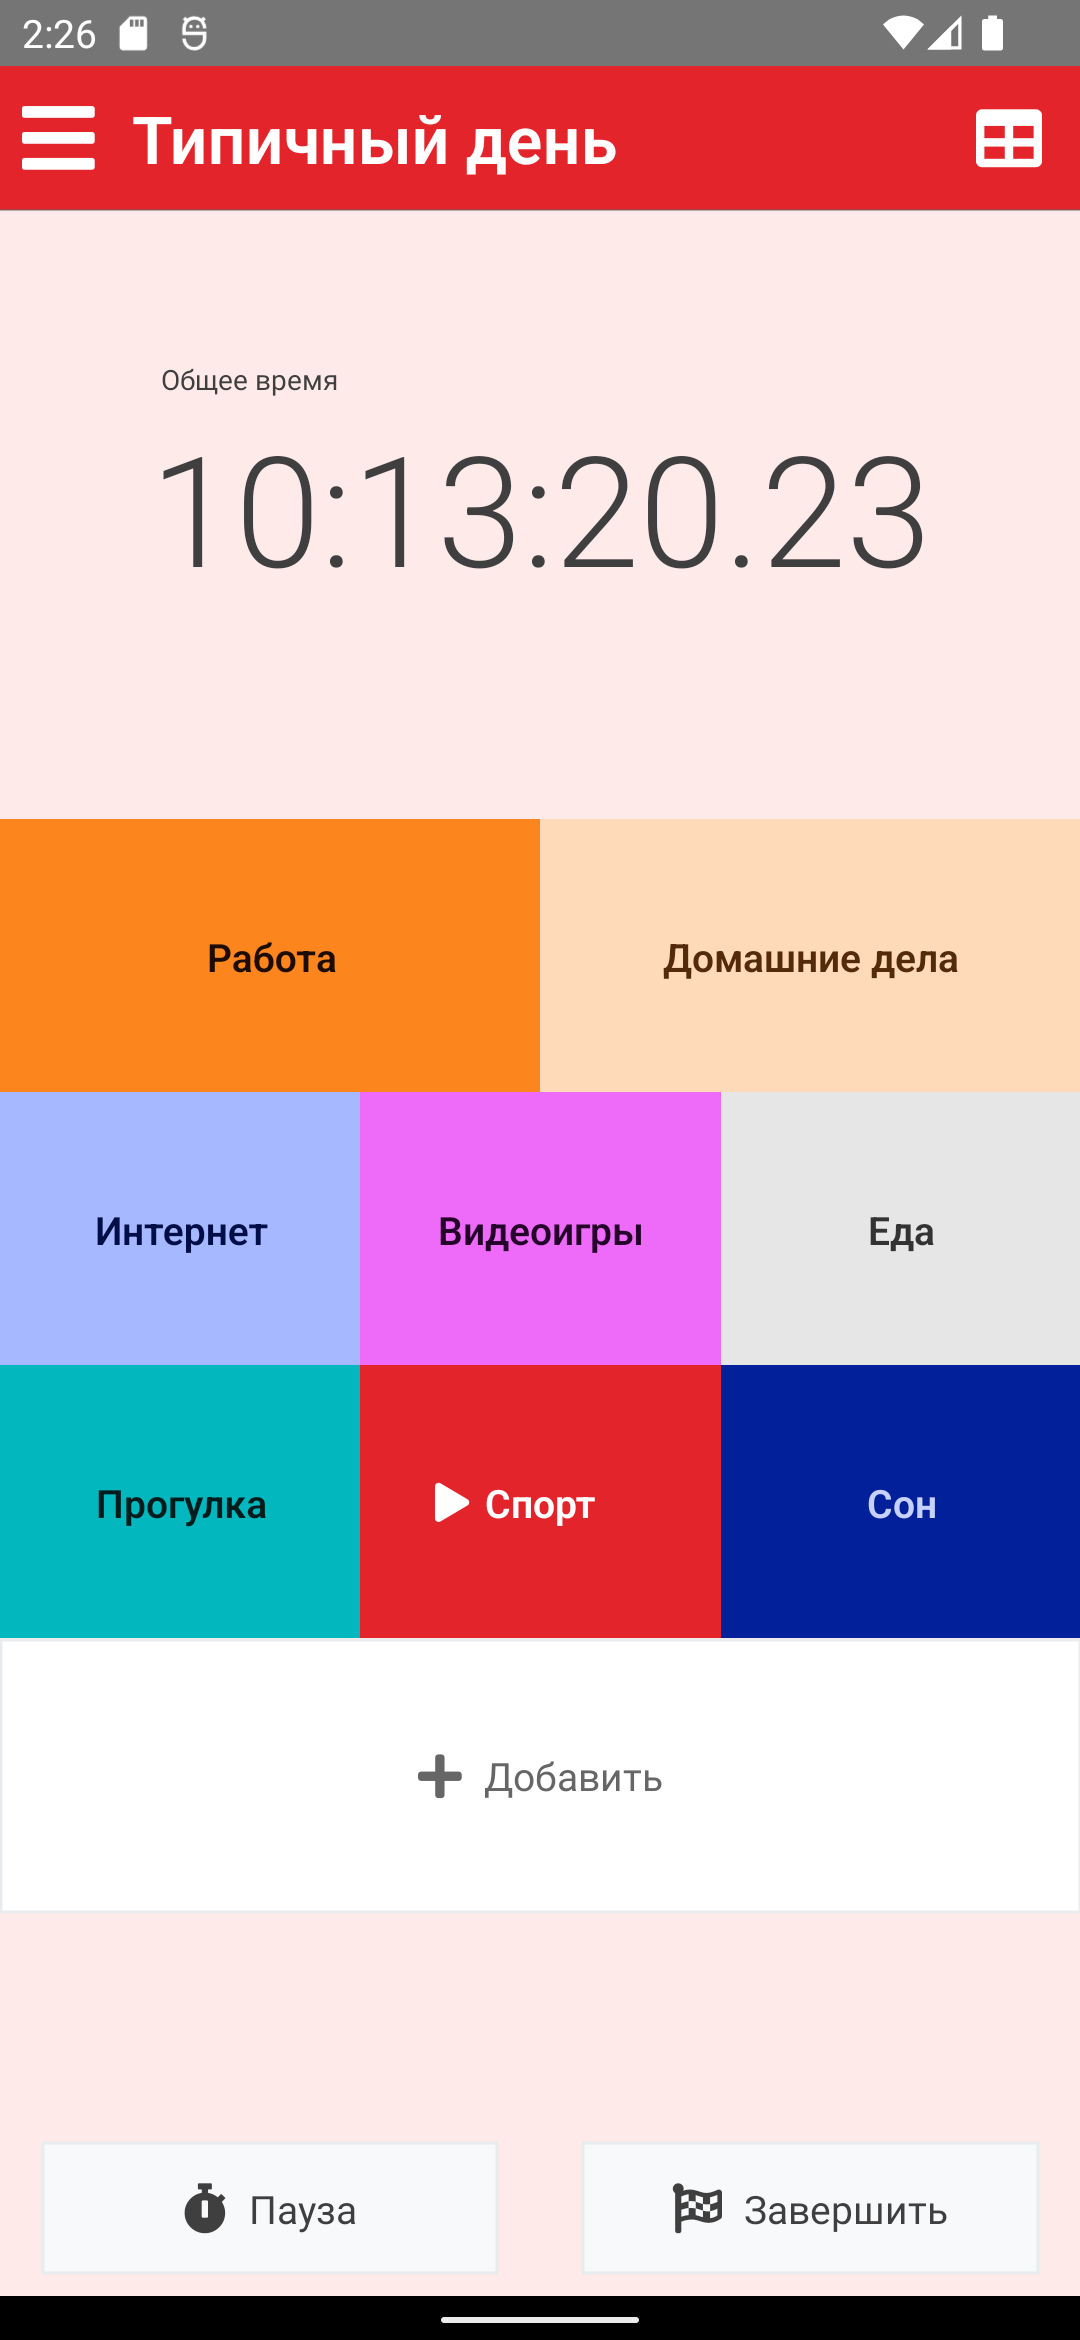 2:26
Типичный день
Общее время
10:13:20.23
Работа
Домашние дела
Интернет
Видеоигры
Еда
Прогулка
Спорт
Сон
Добавить
Пауза
Завершить